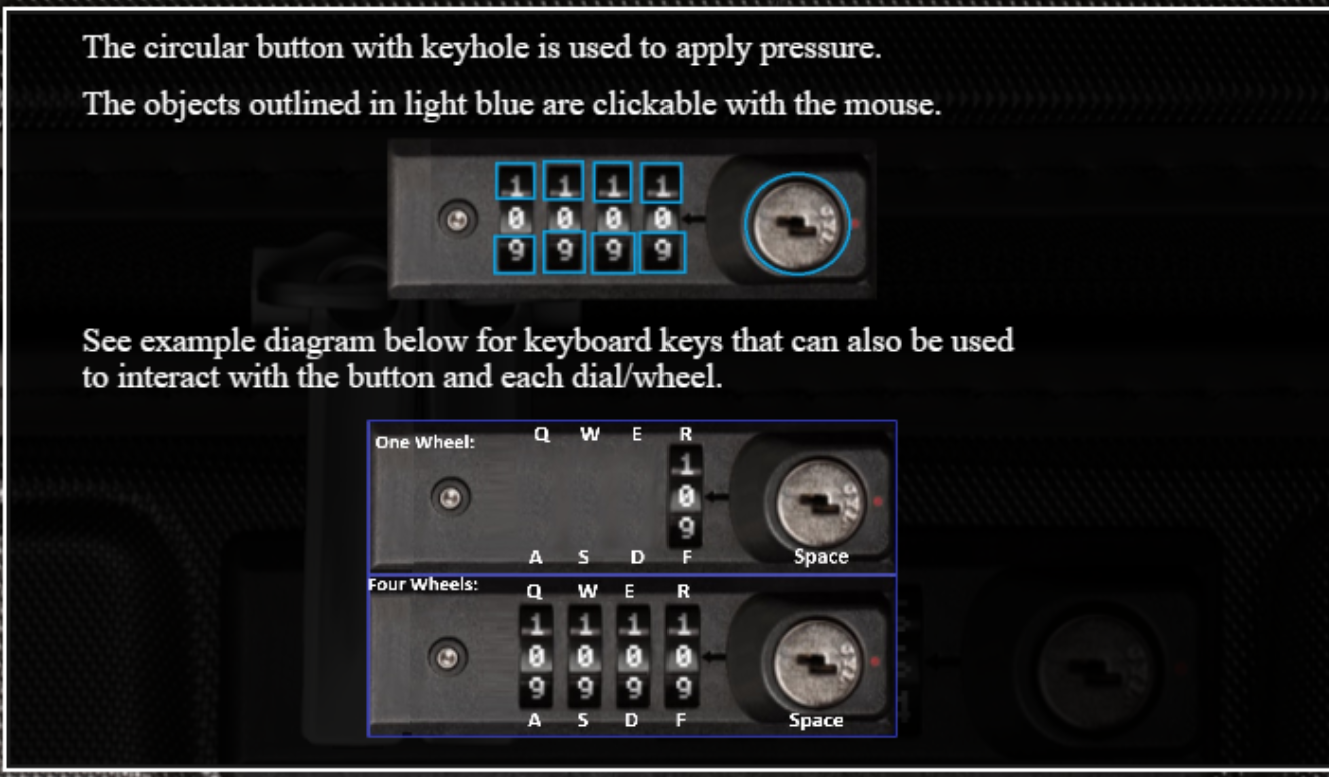 The circular button with keyhole is used to apply pressure.
The objects outlined in light blue are clickable with the mouse.
1 1 1 1
0 0 0 0
9 9 9 9
See example diagram below for keyboard keys that can also be used
to interact with the button and each dial/wheel.
One Wheel:
Q W E R
1
0
9
A S D F Space
Four Wheels:
Q W E R
1 1 1 1
0 0 0 0
9 9 9 9
A S D F Space